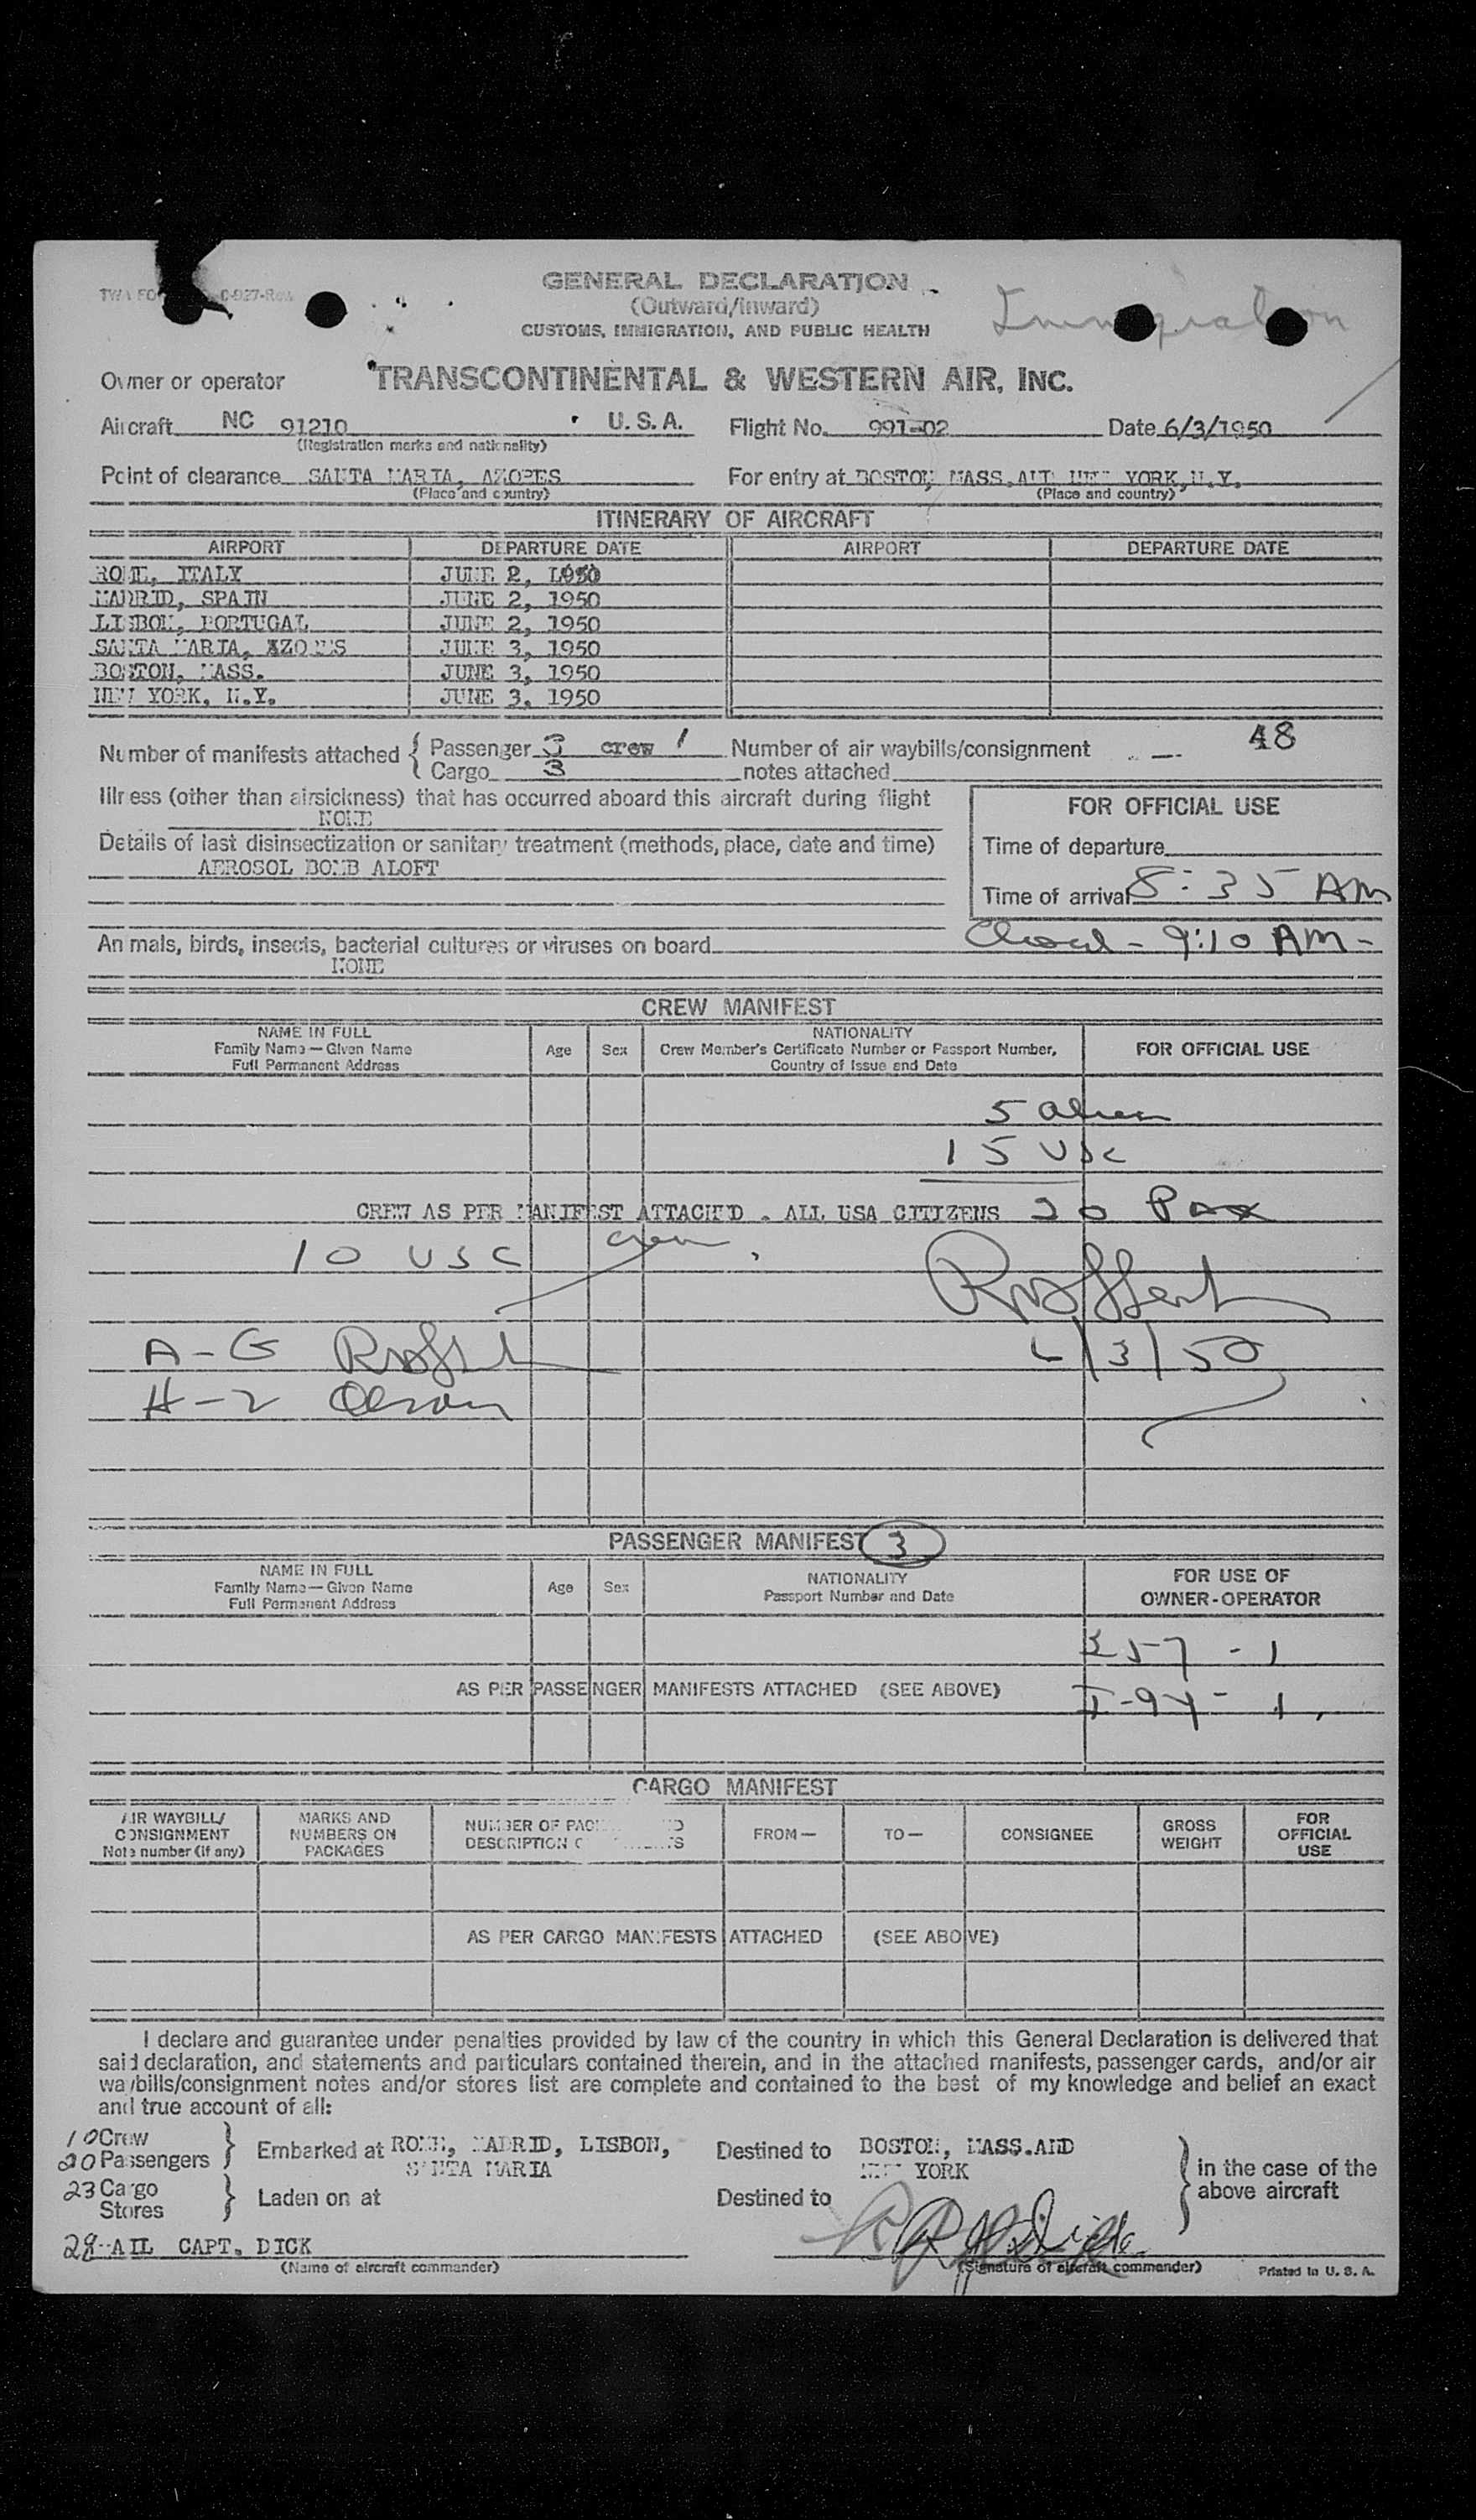 GENERAL DECLARATION
(Outward/Inward)
CUSTOMS, IMMIGRATION, AND PUBLIC HEALTH
Immigration
Owner or operator TRANSCONTINENTAL & WESTERN AIR, INC.
Aircraft NC 91210 U.S.A. Flight No. 991-02 Date 6/3/1950
(Registration marks and nationality)
Point of clearance SANTA MARIA, AZORES For entry at BOSTON, MASS. AND NEW YORK, N.Y.
(Place and country) (Place and country)
ITINERARY OF AIRCRAFT
AIRPORT DEPARTURE DATE AIRPORT DEPARTURE DATE
ROME, ITALY JUNE 2, 1950
MADRID, SPAIN JUNE 2, 1950
LISBON, PORTUGAL JUNE 2, 1950
SANTA MARIA, AZORES JUNE 3, 1950
BOSTON, MASS. JUNE 3, 1950
NEW YORK, N.Y. JUNE 3, 1950
48
Number of manifests attached { Passenger 3 crew 1 Number of air waybills/consignment —
Cargo 3 notes attached
Illness (other than airsickness) that has occurred aboard this aircraft during flight
NONE
FOR OFFICIAL USE
Details of last disinsectization or sanitary treatment (methods, place, date and time)
AEROSOL BOMB ALOFT
Time of departure
Time of arrival 8:35 AM
Animals, birds, insects, bacterial cultures or viruses on board
NONE
9:10 AM-
CREW MANIFEST
NAME IN FULL
Family Name—Given Name
Full Permanent Address
Age Sex
NATIONALITY
Crew Member's Certificate Number or Passport Number,
Country of Issue and Date
FOR OFFICIAL USE
5 alien
15 USC
CREW AS PER MANIFEST ATTACHED . ALL USA CITIZENS 20 Pax
10 USC crew
A-G
6/3/50
H-Z Olson
PASSENGER MANIFEST 3
NAME IN FULL
Family Name—Given Name
Full Permanent Address
Age Sex
NATIONALITY
Passport Number and Date
FOR USE OF
OWNER-OPERATOR
257 - 1
AS PER PASSENGER MANIFESTS ATTACHED (SEE ABOVE)
I-94 - 1
CARGO MANIFEST
AIR WAYBILL/
CONSIGNMENT
Note number (if any)
MARKS AND
NUMBERS ON
PACKAGES
NUMBER OF
DESCRIPTION
FROM—
TO—
CONSIGNEE
GROSS
WEIGHT
FOR
OFFICIAL
USE
AS PER CARGO MANIFESTS ATTACHED (SEE ABOVE)
I declare and guarantee under penalties provided by law of the country in which this General Declaration is delivered that
said declaration, and statements and particulars contained therein, and in the attached manifests, passenger cards, and/or air
waybills/consignment notes and/or stores list are complete and contained to the best of my knowledge and belief an exact
and true account of all:
10 Crew
20 Passengers } Embarked at ROME, MADRID, LISBON, Destined to BOSTON, MASS. AND
SANTA MARIA NEW YORK
23 Cargo
Stores } Laden on at Destined to
} in the case of the
above aircraft
28 MAIL CAPT. DICK
(Name of aircraft commander) (Signature of aircraft commander) Printed in U. S. A.